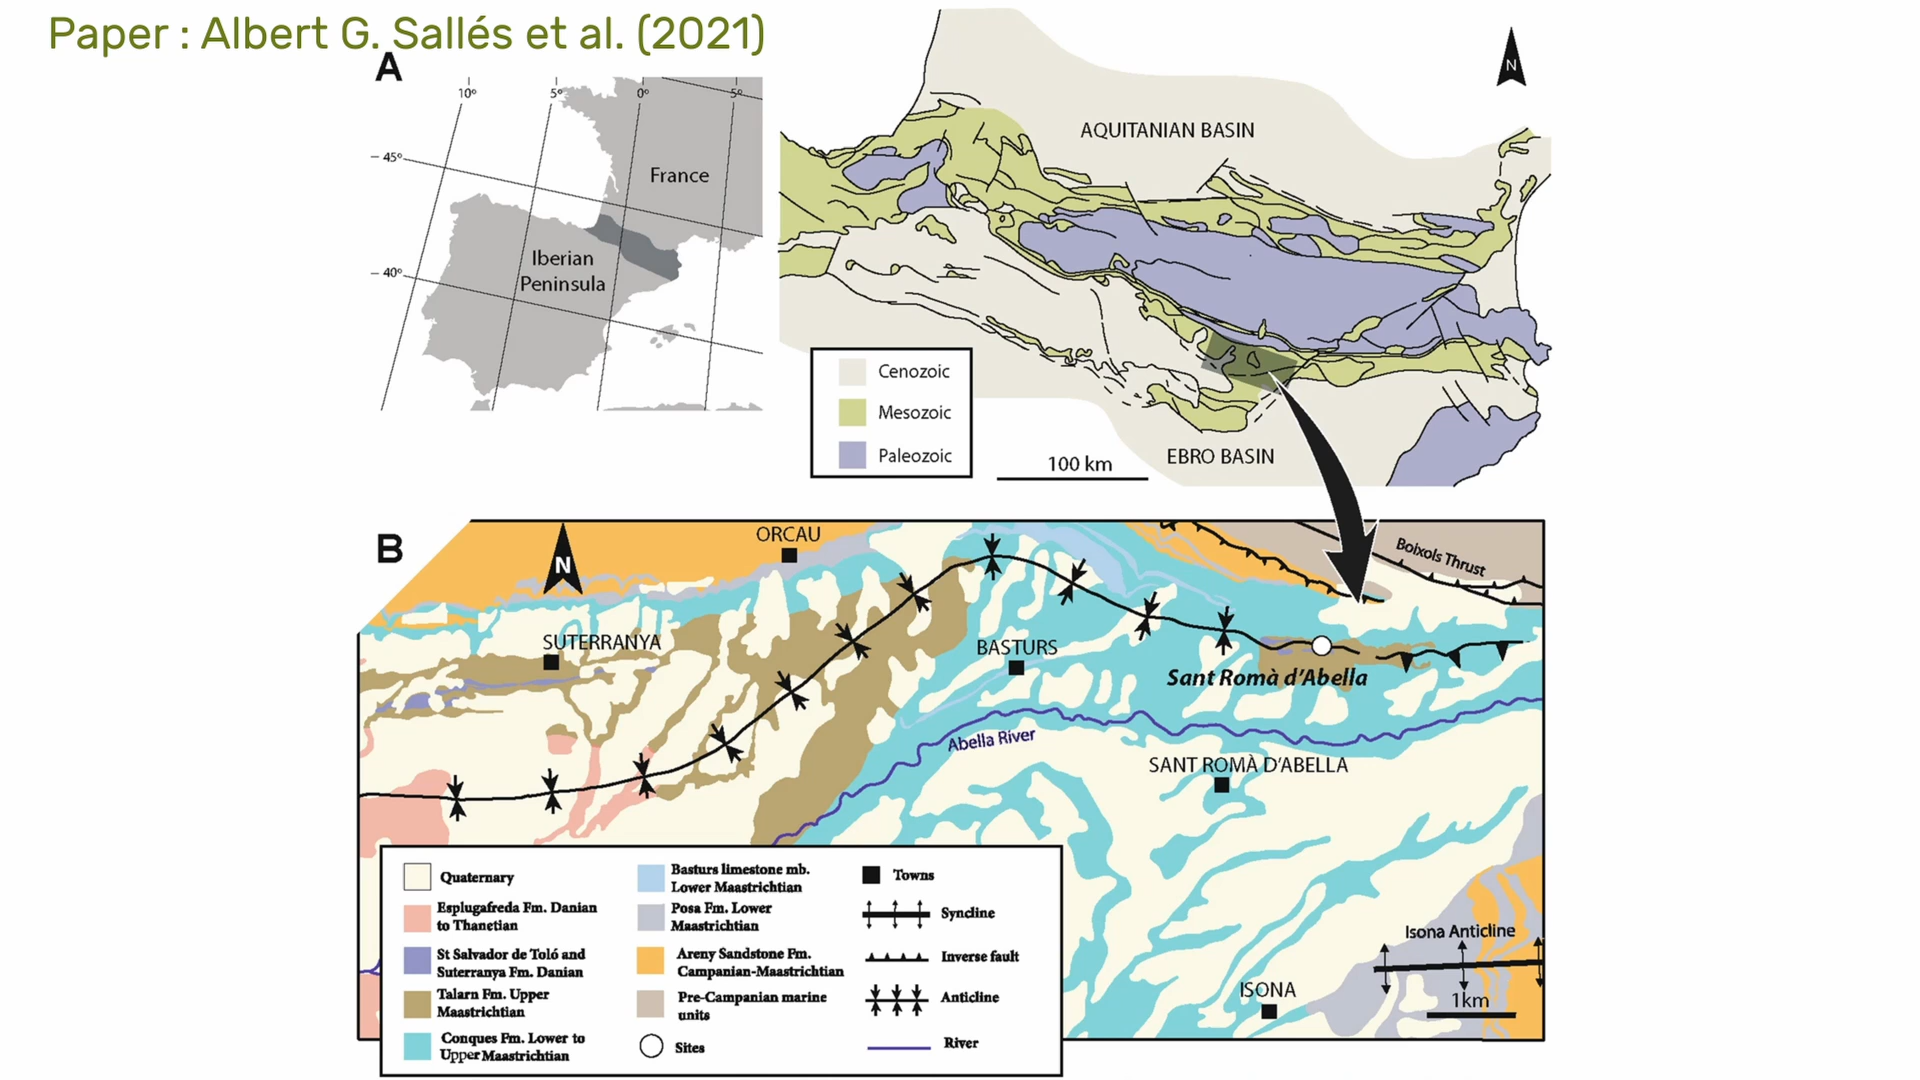 Paper : Albert G. Sallés et al. (2021)
A
10°
5°
0°
5°
45°
40°
France
Iberian
Peninsula
N
AQUITANIAN BASIN
EBRO BASIN
Cenozoic
Mesozoic
Paleozoic
100 km
B
N
ORCAU
SUTERRANYA
BASTURS
Boixols Thrust
Sant Romà d'Abella
Abella River
SANT ROMÀ D'ABELLA
ISONA
Isona Anticline
1km
Quaternary
Esplugafreda Fm. Danian
to Thanetian
St Salvador de Toló and
Suterranya Fm. Danian
Talarn Fm. Upper
Maastrichtian
Conques Fm. Lower to
Upper Maastrichtian
Basturs limestone mb.
Lower Maastrichtian
Posa Fm. Lower
Maastrichtian
Areny Sandstone Fm.
Campanian-Maastrichtian
Pre-Campanian marine
units
Sites
Towns
Syncline
Inverse fault
Anticline
River